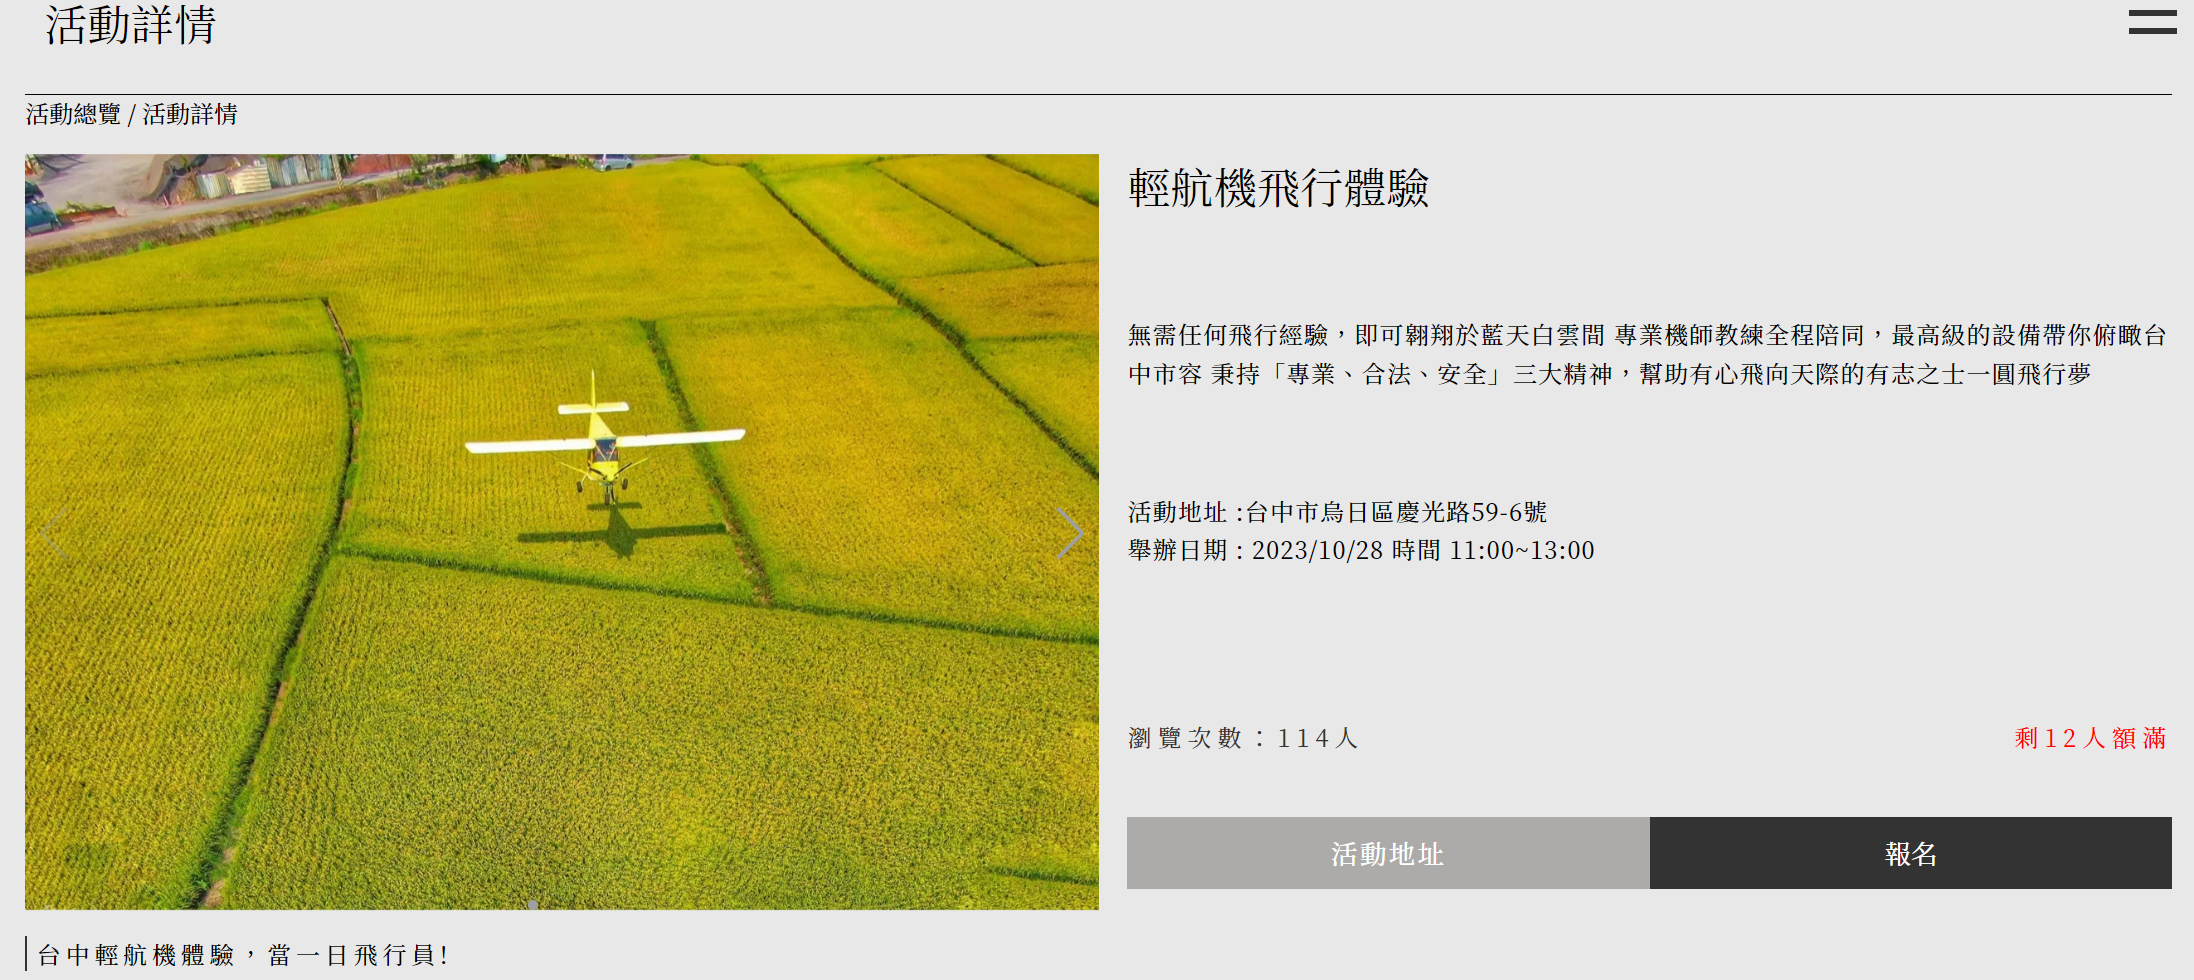 活動詳情
活動總覽 / 活動詳情
輕航機飛行體驗
無需任何飛行經驗，即可翱翔於藍天白雲間 專業機師教練全程陪同，最高級的設備帶你俯瞰台
中市容 秉持「專業、合法、安全」三大精神，幫助有心飛向天際的有志之士一圓飛行夢
活動地址 :台中市烏日區慶光路59-6號
舉辦日期 : 2023/10/28 時間 11:00~13:00
瀏覽次數：114人
剩12人額滿
活動地址
報名
台中輕航機體驗，當一日飛行員!